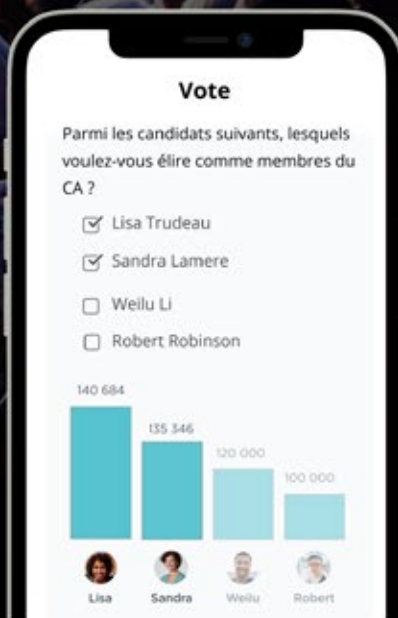 Vote
Parmi les candidats suivants, lesquels
voulez-vous élire comme membres du
CA ?
Lisa Trudeau
Sandra Lamere
Weilu Li
Robert Robinson
140 684
135 346
120 000
100 000
Lisa
Sandra
Weilu
Robert